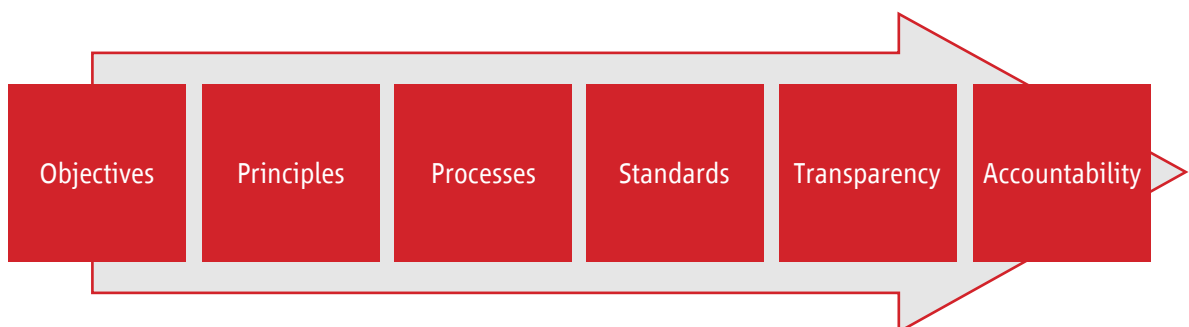 Objectives
Principles
Processes
Standards
Transparency
Accountability